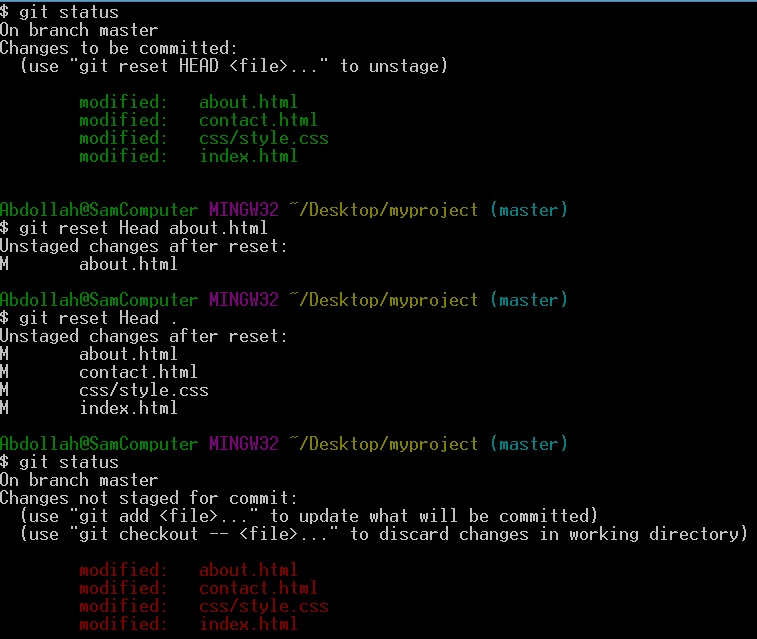 $ git status
On branch master
Changes to be committed:
  (use "git reset HEAD <file>..." to unstage)
        modified:   about.html
        modified:   contact.html
        modified:   css/style.css
        modified:   index.html
Abdollah@SamComputer MINGW32 ~/Desktop/myproject (master)
$ git reset Head about.html
Unstaged changes after reset:
M       about.html
Abdollah@SamComputer MINGW32 ~/Desktop/myproject (master)
$ git reset Head .
Unstaged changes after reset:
M       about.html
M       contact.html
M       css/style.css
M       index.html
Abdollah@SamComputer MINGW32 ~/Desktop/myproject (master)
$ git status
On branch master
Changes not staged for commit:
  (use "git add <file>..." to update what will be committed)
  (use "git checkout -- <file>..." to discard changes in working directory)
        modified:   about.html
        modified:   contact.html
        modified:   css/style.css
        modified:   index.html